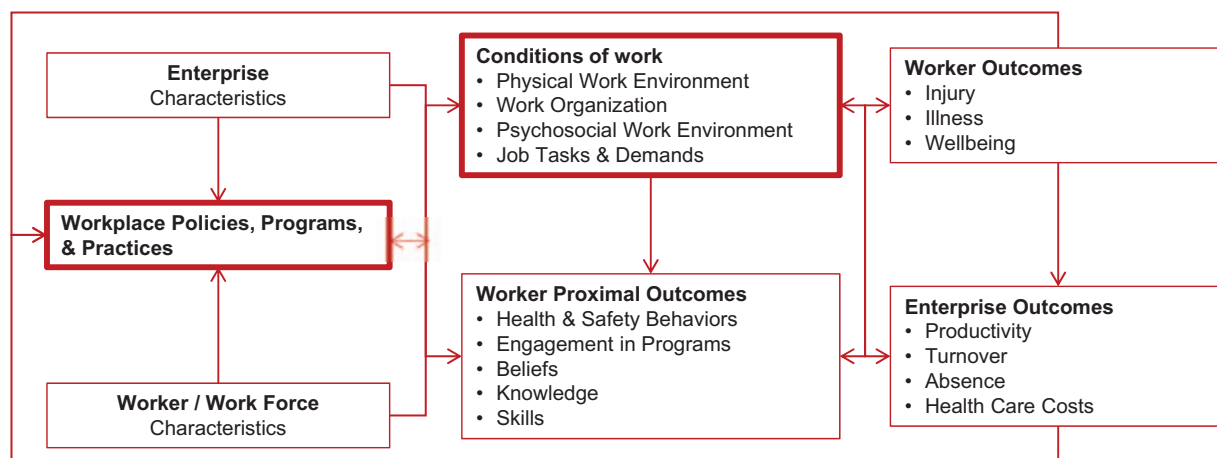 Enterprise
Characteristics
Workplace Policies, Programs,
& Practices
Worker / Work Force
Characteristics
Conditions of work
• Physical Work Environment
• Work Organization
• Psychosocial Work Environment
• Job Tasks & Demands
Worker Proximal Outcomes
• Health & Safety Behaviors
• Engagement in Programs
• Beliefs
• Knowledge
• Skills
Worker Outcomes
• Injury
• Illness
• Wellbeing
Enterprise Outcomes
• Productivity
• Turnover
• Absence
• Health Care Costs